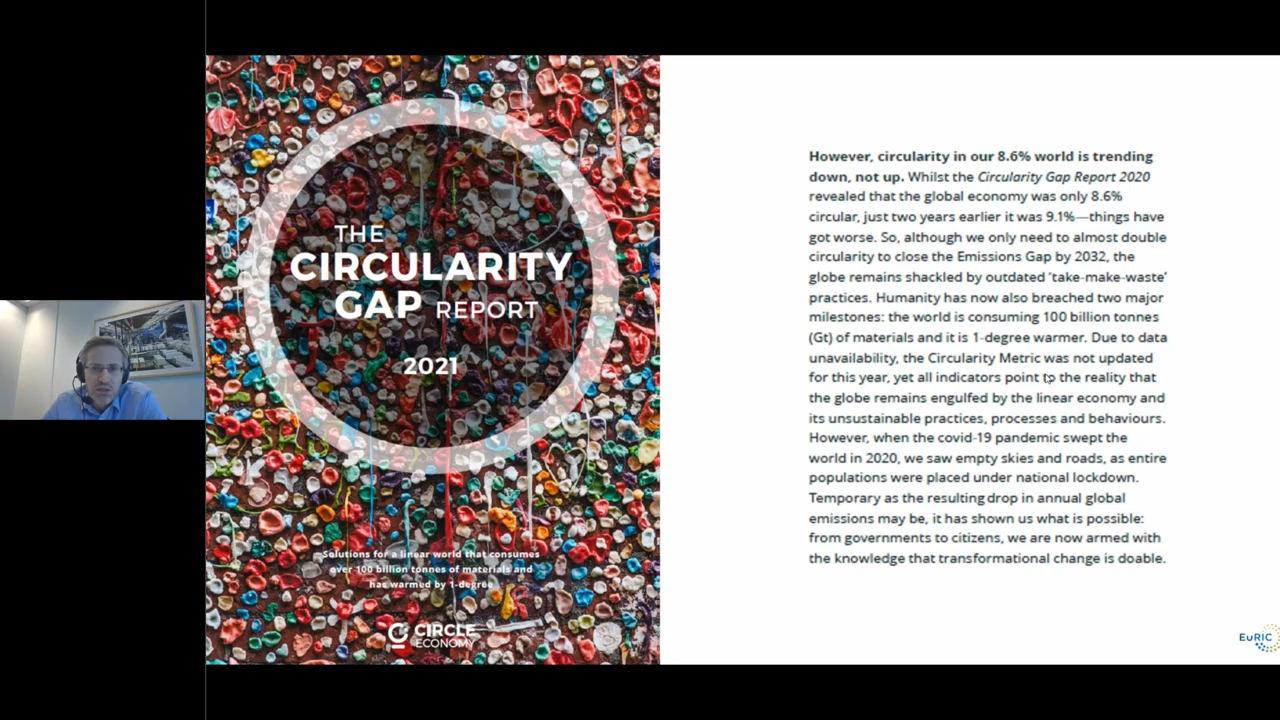 THE
CIRCULARITY
GAP REPORT
2021
Solutions for a linear world that consumes
over 100 billion tonnes of materials and
has warmed by 1-degree
CIRCLE
ECONOMY
However, circularity in our 8.6% world is trending
down, not up. Whilst the Circularity Gap Report 2020
revealed that the global economy was only 8.6%
circular, just two years earlier it was 9.1%—things have
got worse. So, although we only need to almost double
circularity to close the Emissions Gap by 2032, the
globe remains shackled by outdated ‘take-make-waste’
practices. Humanity has now also breached two major
milestones: the world is consuming 100 billion tonnes
(Gt) of materials and it is 1-degree warmer. Due to data
unavailability, the Circularity Metric was not updated
for this year, yet all indicators point to the reality that
the globe remains engulfed by the linear economy and
its unsustainable practices, processes and behaviours.
However, when the covid-19 pandemic swept the
world in 2020, we saw empty skies and roads, as entire
populations were placed under national lockdown.
Temporary as the resulting drop in annual global
emissions may be, it has shown us what is possible:
from governments to citizens, we are now armed with
the knowledge that transformational change is doable.
EuRIC